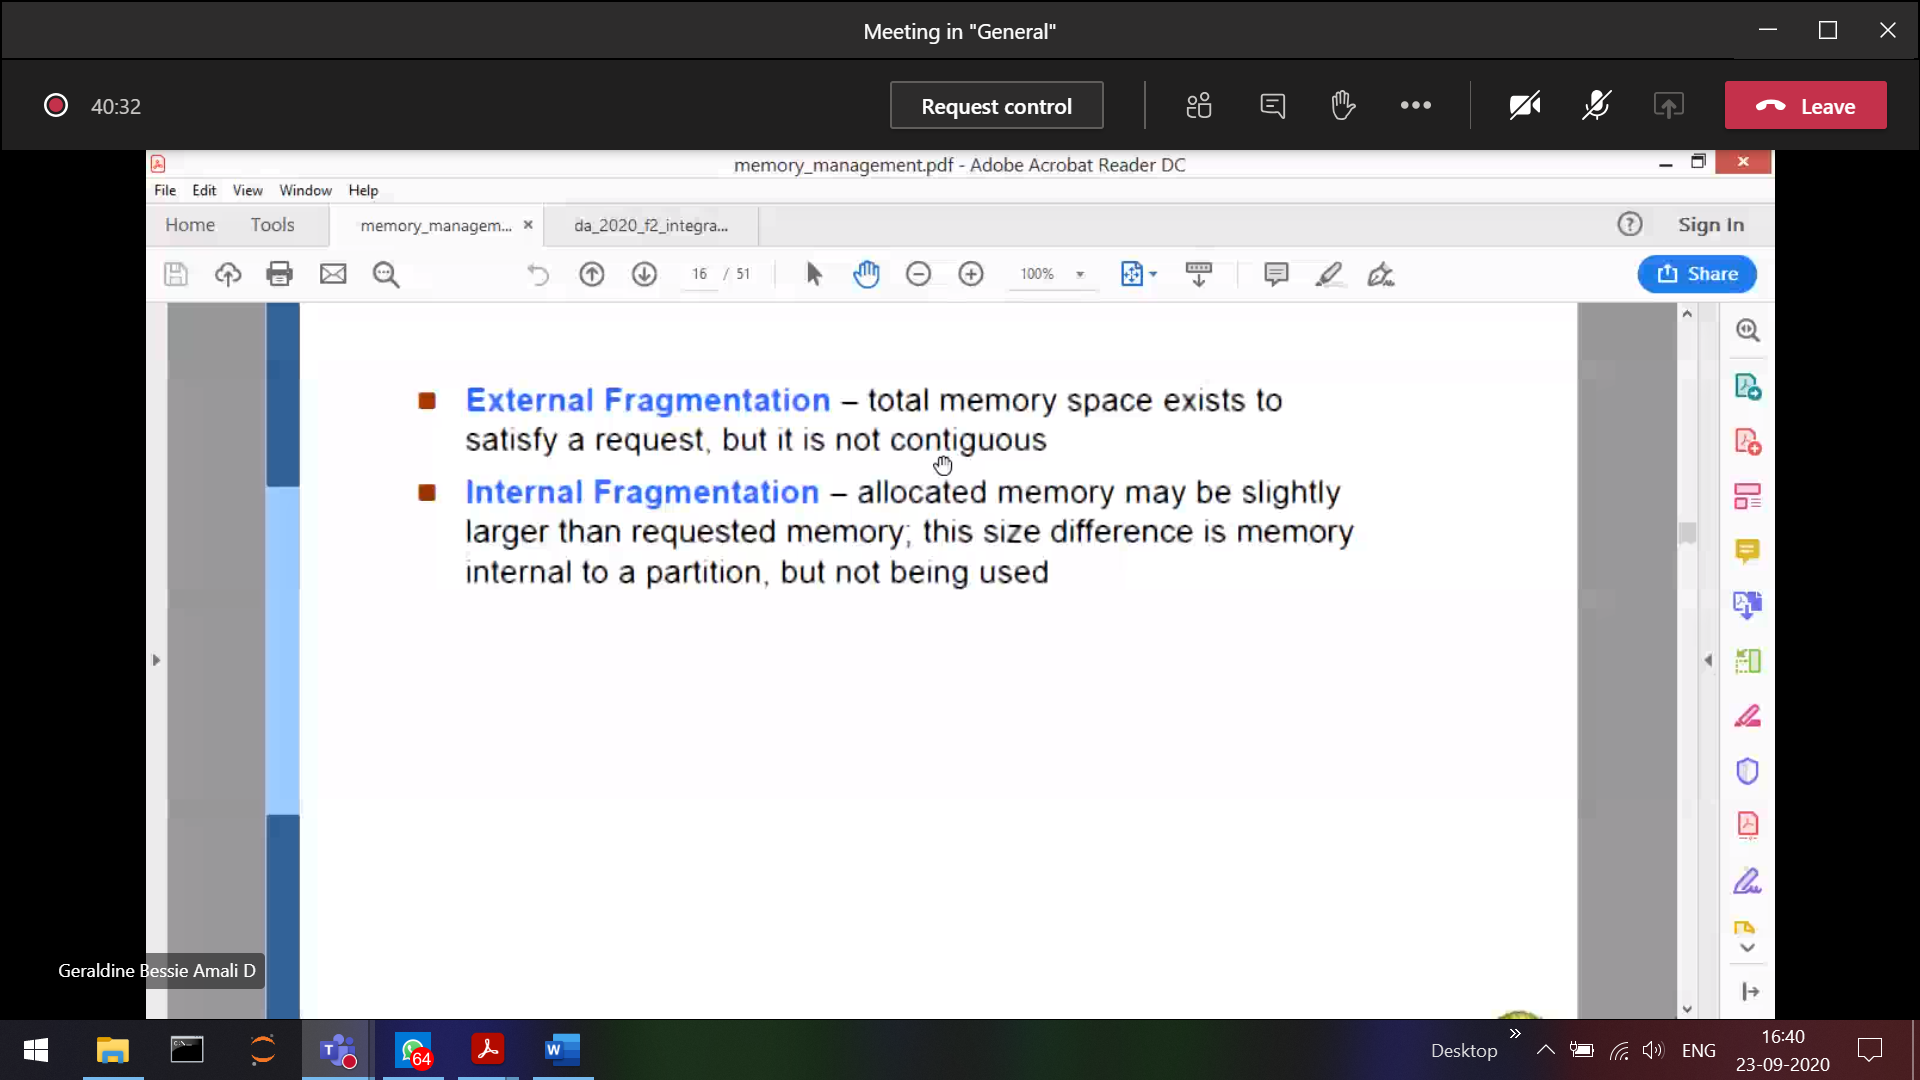 Meeting in "General"
40:32
Request control
Leave
memory_management.pdf - Adobe Acrobat Reader DC
File Edit View Window Help
Home Tools memory_managem... × da_2020_f2_integra... Sign In
16 / 51 100% Share
External Fragmentation – total memory space exists to
satisfy a request, but it is not contiguous
Internal Fragmentation – allocated memory may be slightly
larger than requested memory; this size difference is memory
internal to a partition, but not being used
Geraldine Bessie Amali D
64
Desktop
ENG
16:40
23-09-2020